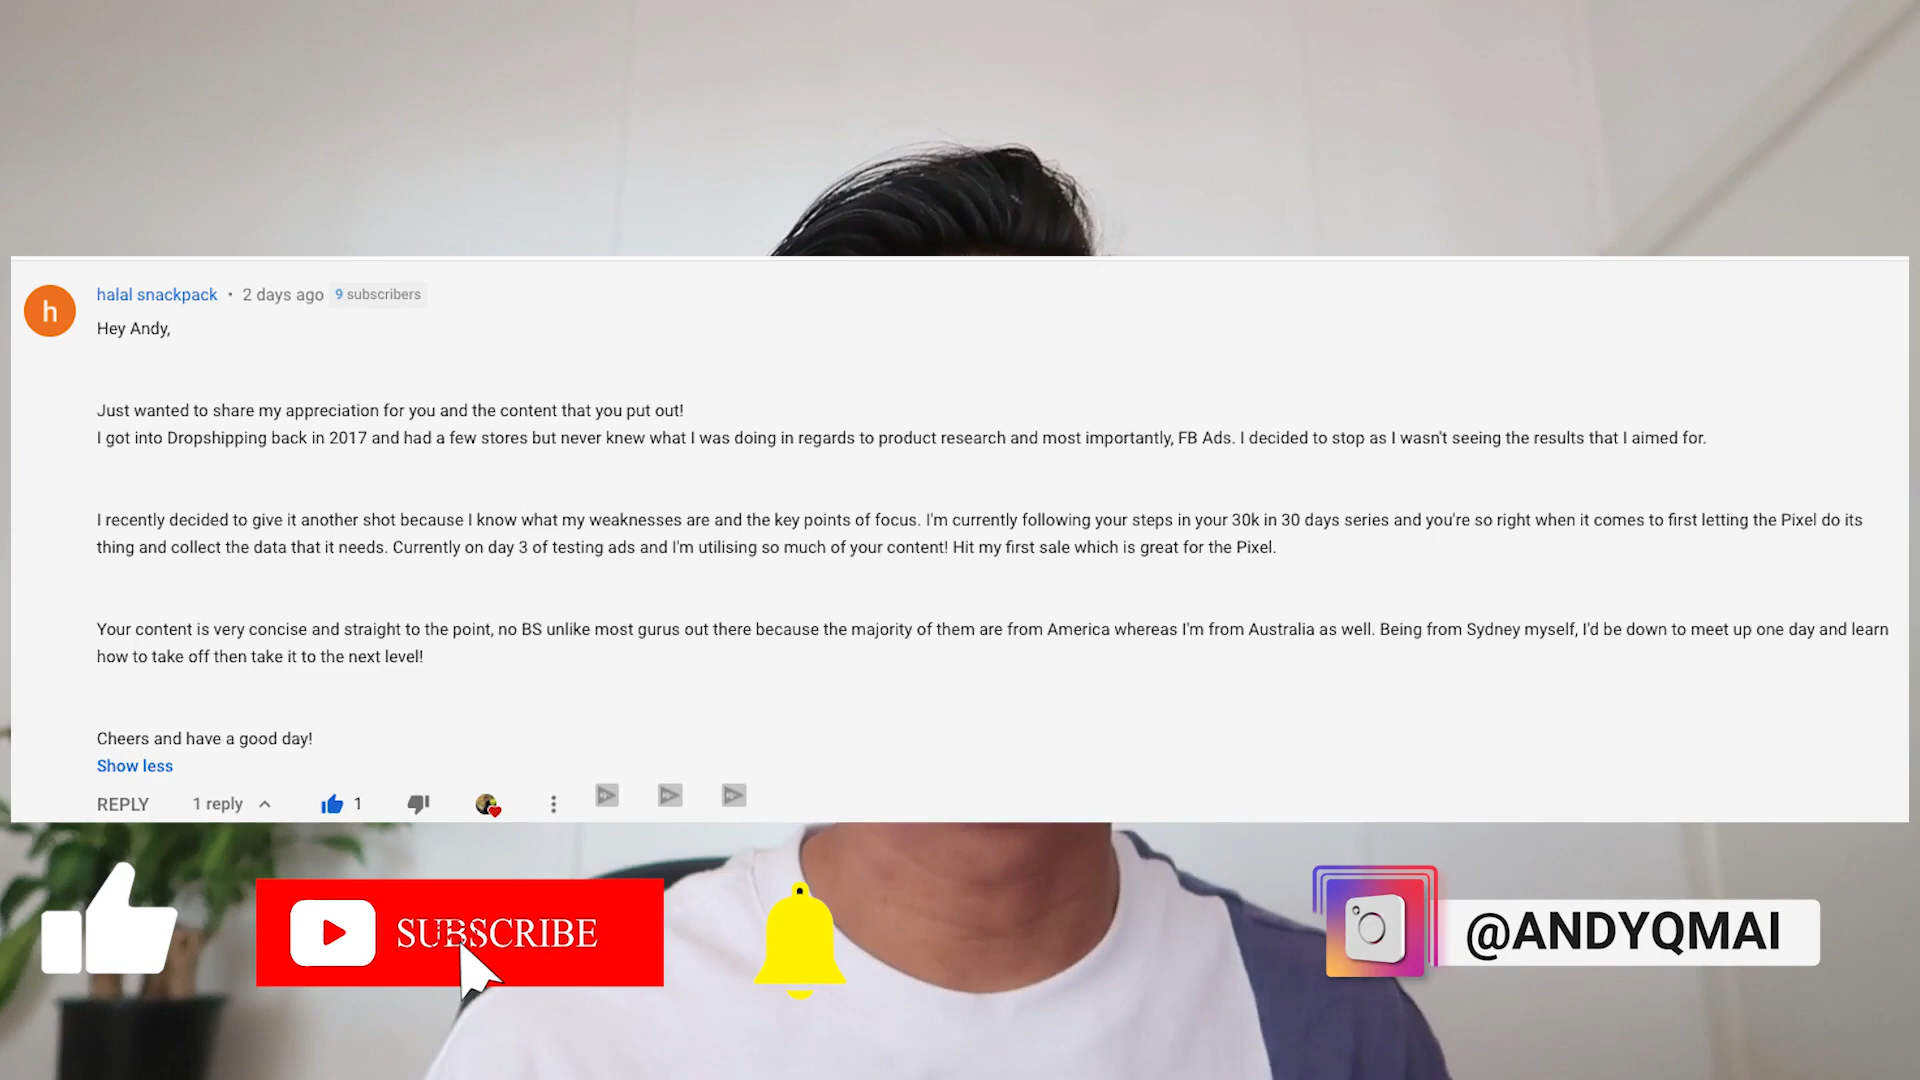 halal snackpack • 2 days ago 9 subscribers
h
Hey Andy,
Just wanted to share my appreciation for you and the content that you put out!
I got into Dropshipping back in 2017 and had a few stores but never knew what I was doing in regards to product research and most importantly, FB Ads. I decided to stop as I wasn't seeing the results that I aimed for.
I recently decided to give it another shot because I know what my weaknesses are and the key points of focus. I'm currently following your steps in your 30k in 30 days series and you're so right when it comes to first letting the Pixel do its
thing and collect the data that it needs. Currently on day 3 of testing ads and I'm utilising so much of your content! Hit my first sale which is great for the Pixel.
Your content is very concise and straight to the point, no BS unlike most gurus out there because the majority of them are from America whereas I'm from Australia as well. Being from Sydney myself, I'd be down to meet up one day and learn
how to take off then take it to the next level!
Cheers and have a good day!
Show less
REPLY 1 reply 1
SUBSCRIBE
@ANDYQMAI